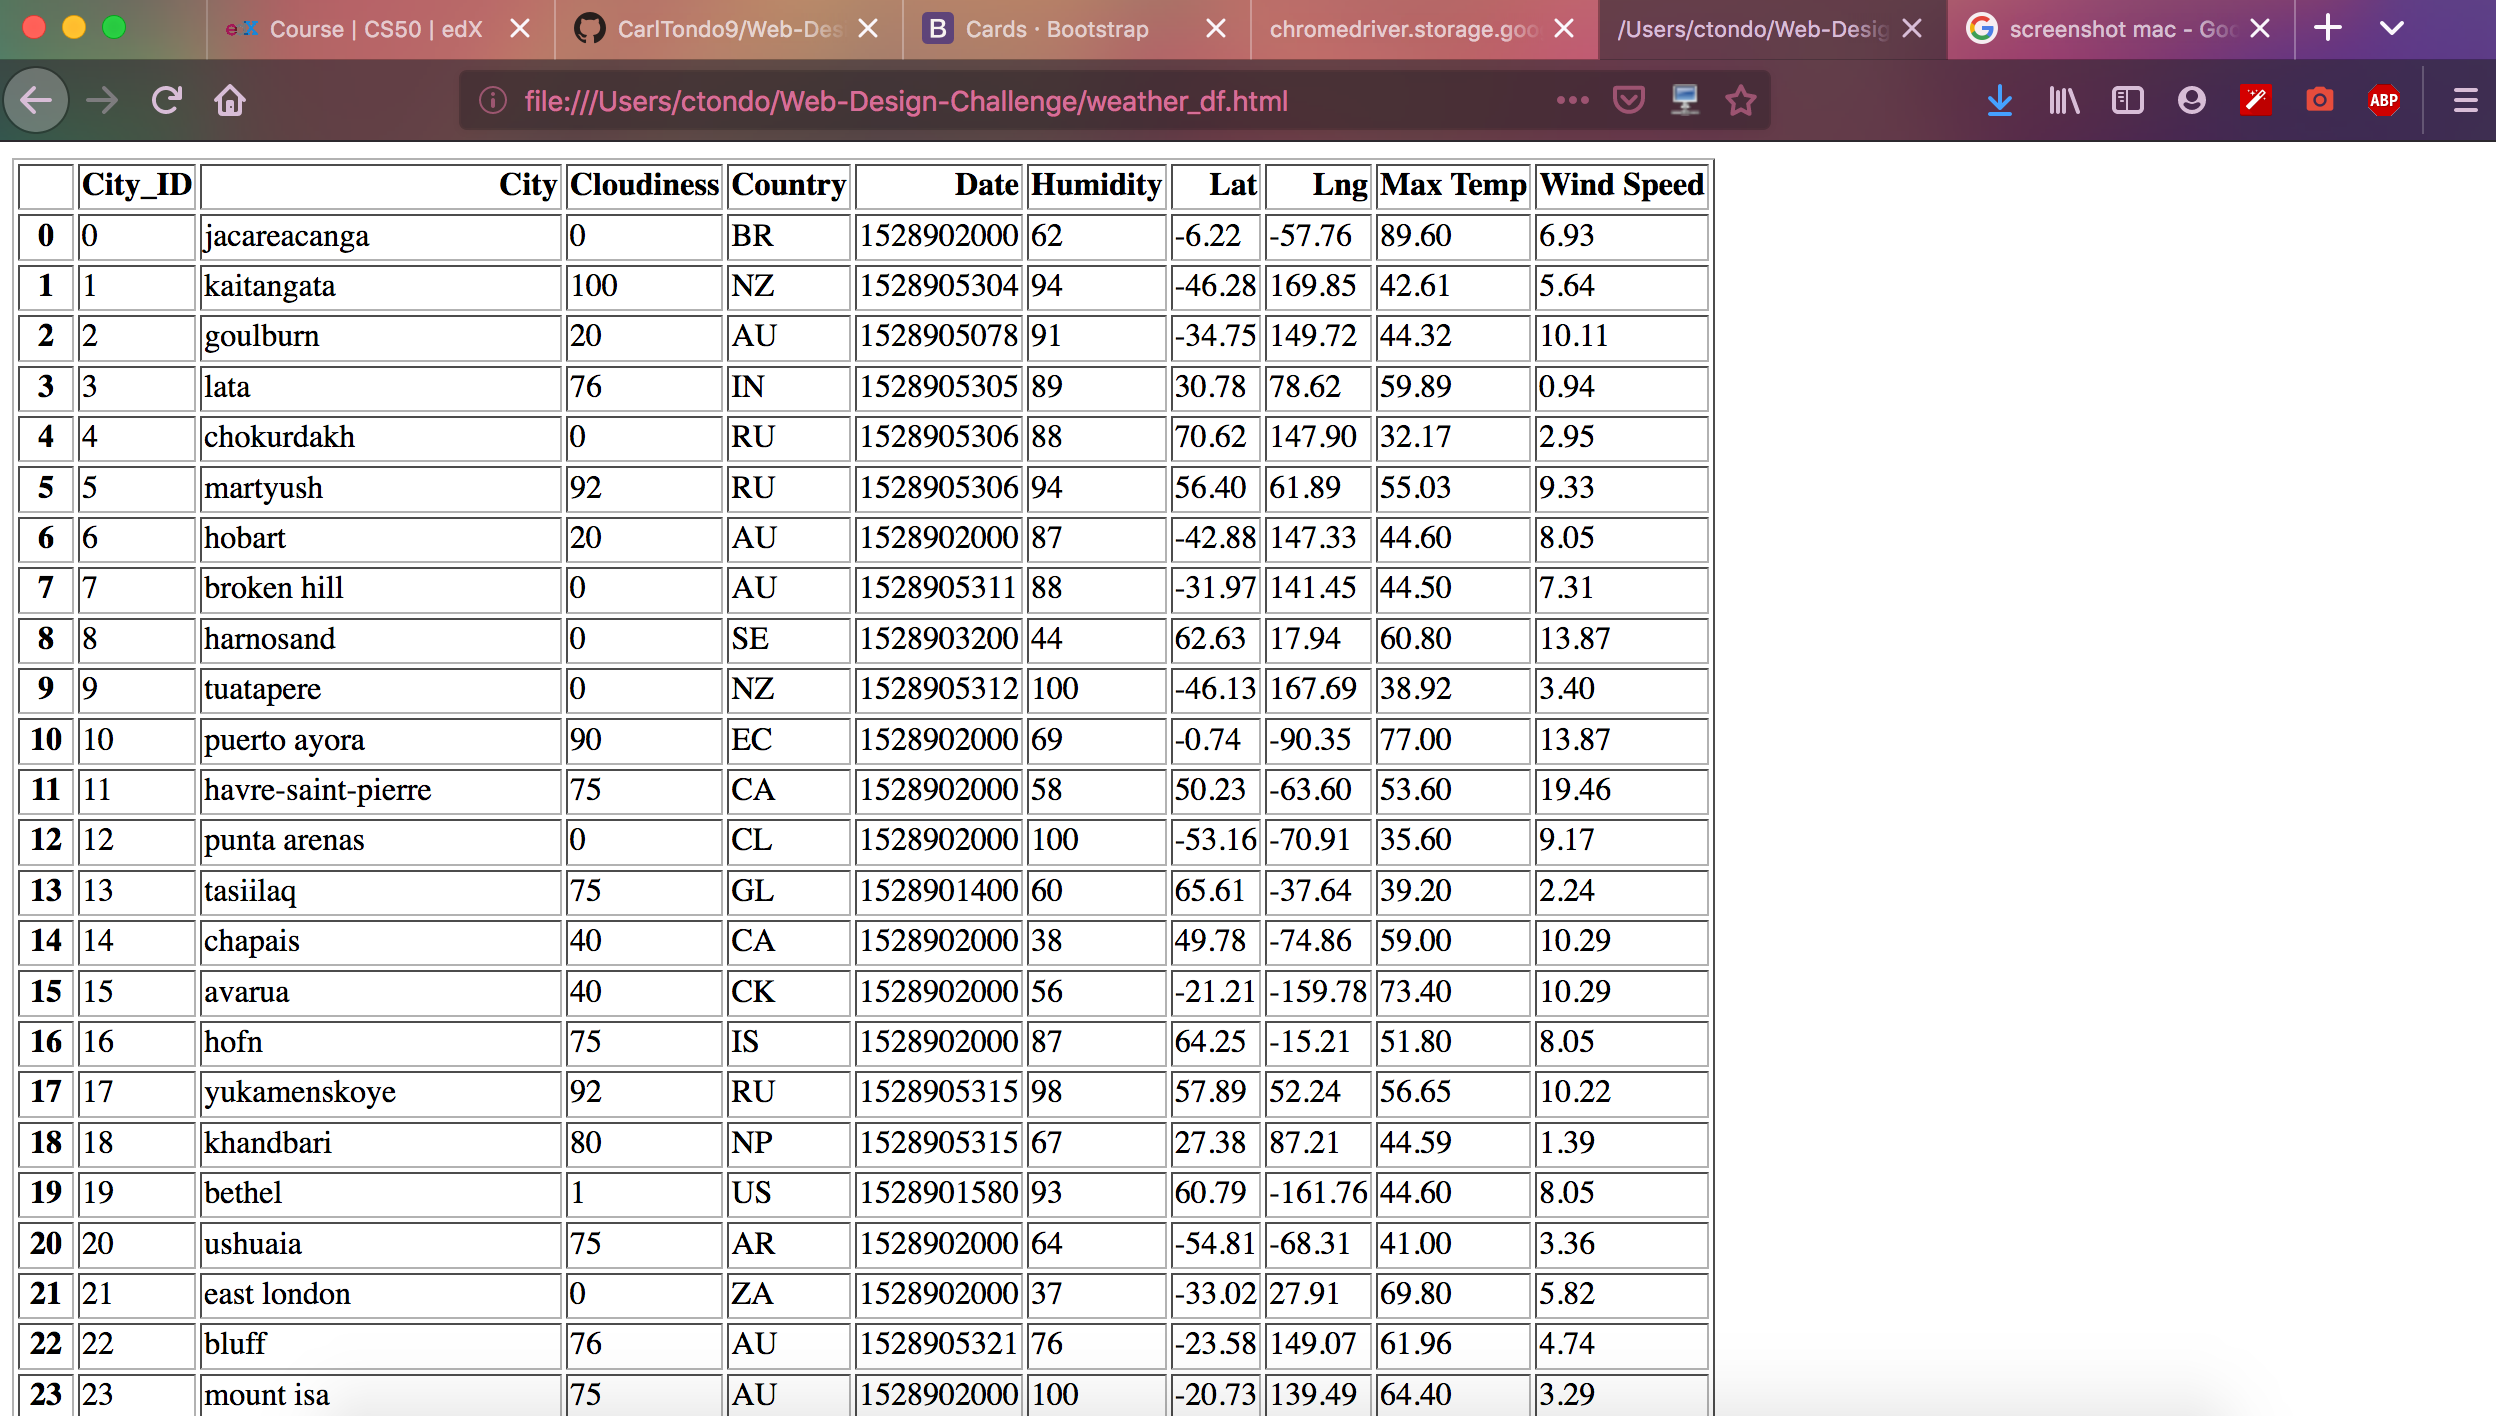 Course | CS50 | edX
CarlTondo9/Web-Des
Cards · Bootstrap
chromedriver.storage.goo
/Users/ctondo/Web-Desig
screenshot mac - Goo
file:///Users/ctondo/Web-Design-Challenge/weather_df.html
ABP
City_ID City Cloudiness Country Date Humidity Lat Lng Max Temp Wind Speed
0 0 jacareacanga 0 BR 1528902000 62 -6.22 -57.76 89.60 6.93
1 1 kaitangata 100 NZ 1528905304 94 -46.28 169.85 42.61 5.64
2 2 goulburn 20 AU 1528905078 91 -34.75 149.72 44.32 10.11
3 3 lata 76 IN 1528905305 89 30.78 78.62 59.89 0.94
4 4 chokurdakh 0 RU 1528905306 88 70.62 147.90 32.17 2.95
5 5 martyush 92 RU 1528905306 94 56.40 61.89 55.03 9.33
6 6 hobart 20 AU 1528902000 87 -42.88 147.33 44.60 8.05
7 7 broken hill 0 AU 1528905311 88 -31.97 141.45 44.50 7.31
8 8 harnosand 0 SE 1528903200 44 62.63 17.94 60.80 13.87
9 9 tuatapere 0 NZ 1528905312 100 -46.13 167.69 38.92 3.40
10 10 puerto ayora 90 EC 1528902000 69 -0.74 -90.35 77.00 13.87
11 11 havre-saint-pierre 75 CA 1528902000 58 50.23 -63.60 53.60 19.46
12 12 punta arenas 0 CL 1528902000 100 -53.16 -70.91 35.60 9.17
13 13 tasiilaq 75 GL 1528901400 60 65.61 -37.64 39.20 2.24
14 14 chapais 40 CA 1528902000 38 49.78 -74.86 59.00 10.29
15 15 avarua 40 CK 1528902000 56 -21.21 -159.78 73.40 10.29
16 16 hofn 75 IS 1528902000 87 64.25 -15.21 51.80 8.05
17 17 yukamenskoye 92 RU 1528905315 98 57.89 52.24 56.65 10.22
18 18 khandbari 80 NP 1528905315 67 27.38 87.21 44.59 1.39
19 19 bethel 1 US 1528901580 93 60.79 -161.76 44.60 8.05
20 20 ushuaia 75 AR 1528902000 64 -54.81 -68.31 41.00 3.36
21 21 east london 0 ZA 1528902000 37 -33.02 27.91 69.80 5.82
22 22 bluff 76 AU 1528905321 76 -23.58 149.07 61.96 4.74
23 23 mount isa 75 AU 1528902000 100 -20.73 139.49 64.40 3.29